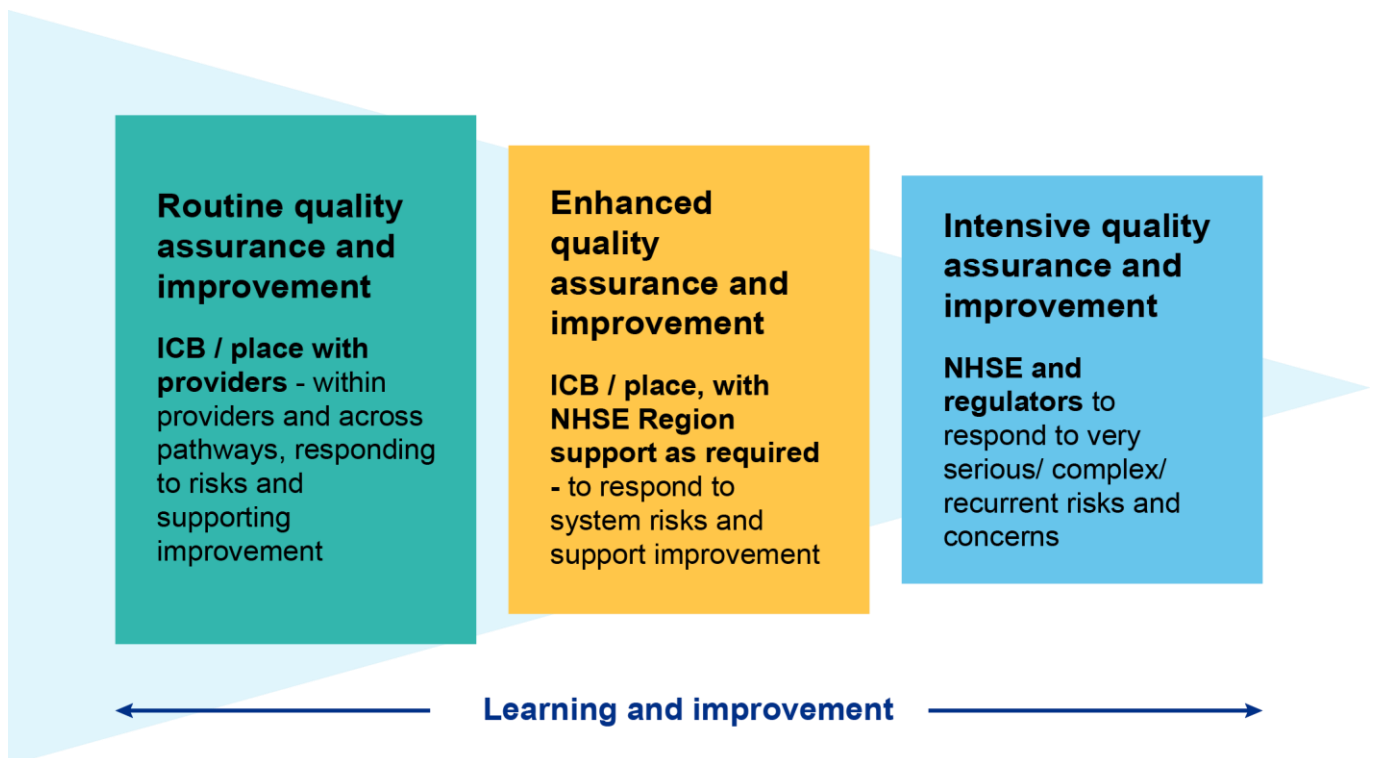 Routine quality
assurance and
improvement
ICB / place with
providers - within
providers and across
pathways, responding
to risks and
supporting
improvement
Enhanced
quality
assurance and
improvement
ICB / place, with
NHSE Region
support as required
- to respond to
system risks and
support improvement
Intensive quality
assurance and
improvement
NHSE and
regulators to
respond to very
serious/ complex/
recurrent risks and
concerns
Learning and improvement